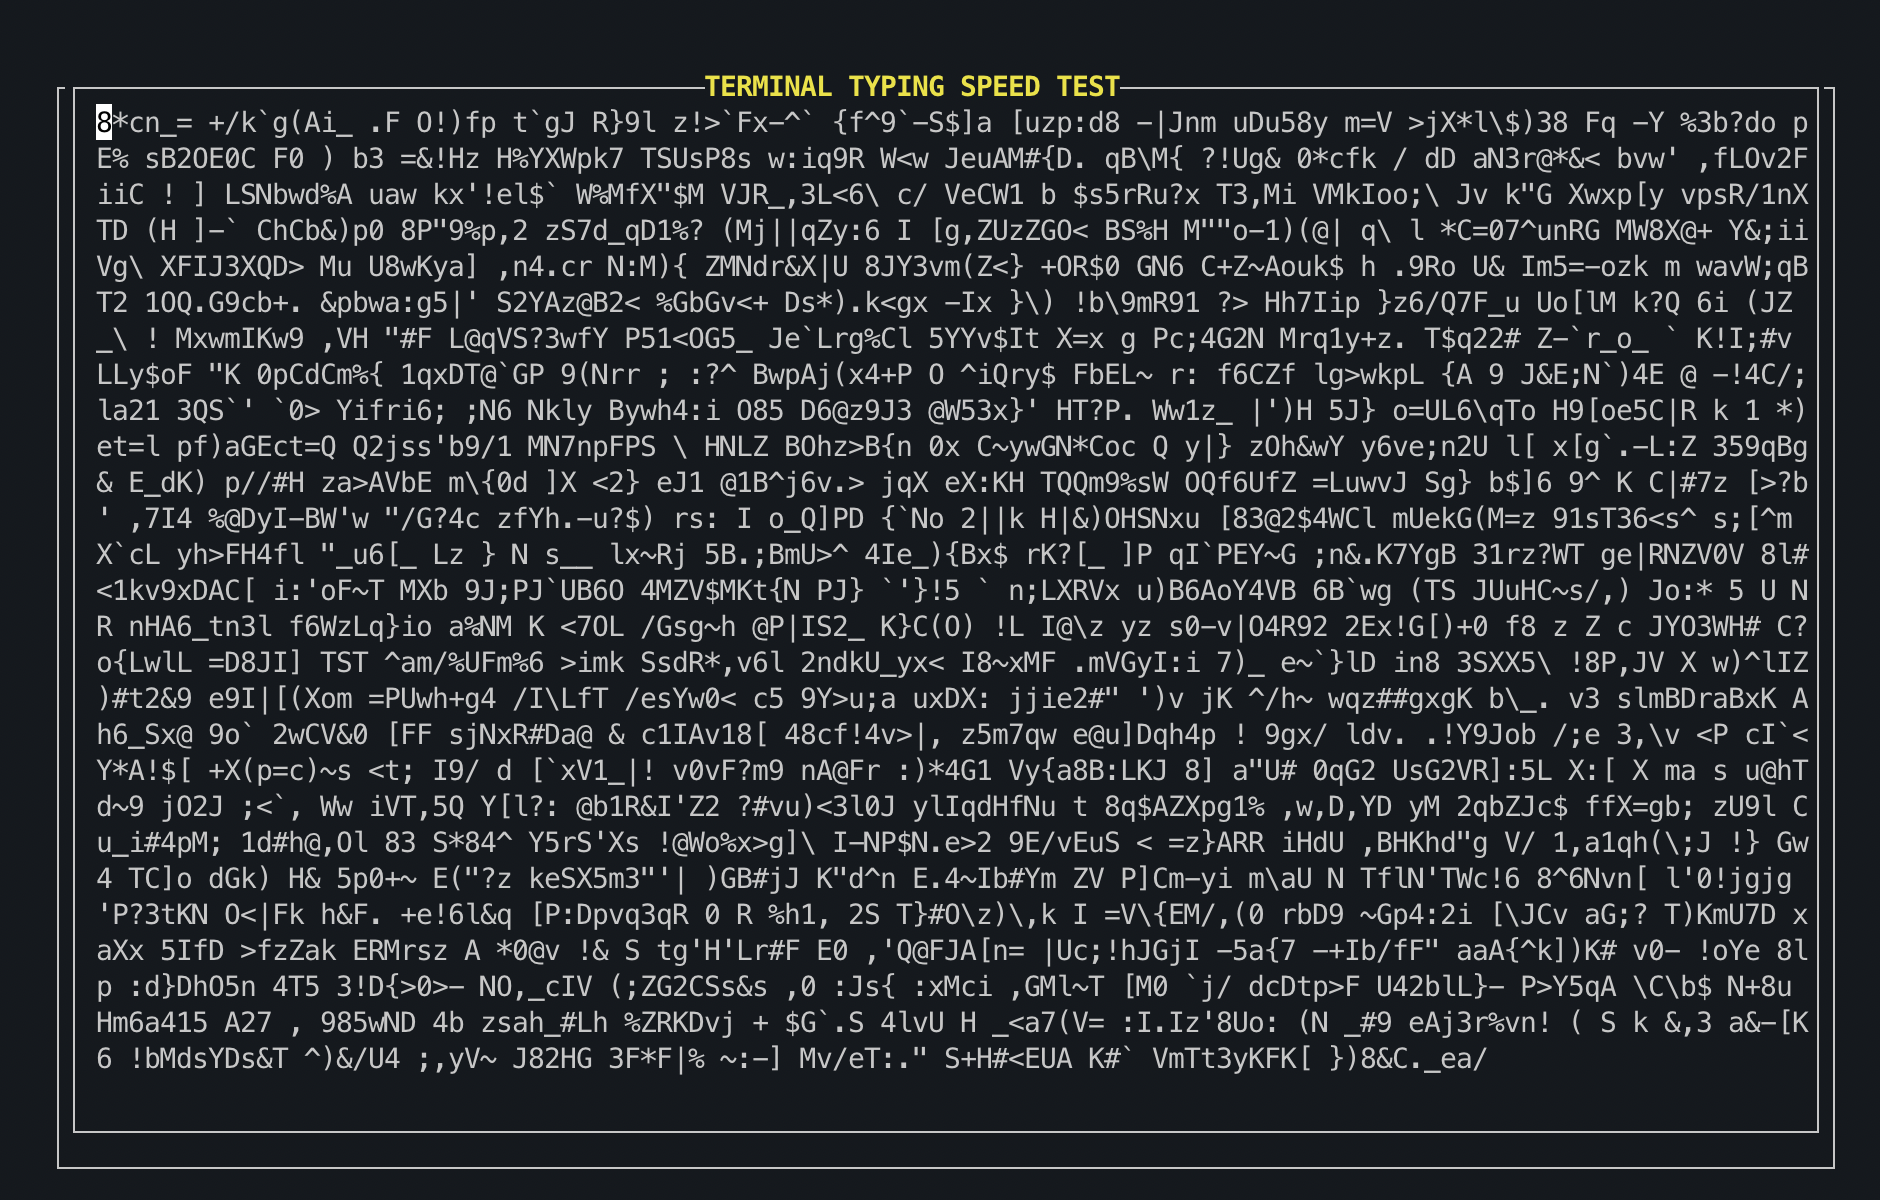 TERMINAL TYPING SPEED TEST
8*cn_= +/k`g(Ai_ .F O!)fp t`gJ R}9l z!>`Fx-^` {f^9`-S$]a [uzp:d8 -|Jnm uDu58y m=V >jX*l\$)38 Fq -Y %3b?do p
E% sB2OE0C F0 ) b3 =&!Hz H%YXWpk7 TSUsP8s w:iq9R W<w JeuAM#{D. qB\M{ ?!Ug& 0*cfk / dD aN3r@*&< bvw' ,fLOv2F
iiC ! ] LSNbwd%A uaw kx'!el$` W%MfX"$M VJR_,3L<6\ c/ VeCW1 b $s5rRu?x T3,Mi VMkIoo;\ Jv k"G Xwxp[y vpsR/1nX
TD (H ]-` ChCb&)p0 8P"9%p,2 zS7d_qD1%? (Mj||qZy:6 I [g,ZUzZGO< BS%H M""o-1)(@| q\ l *C=07^unRG MW8X@+ Y&;ii
Vg\ XFIJ3XQD> Mu U8wKya] ,n4.cr N:M){ ZMNdr&X|U 8JY3vm(Z<} +OR$0 GN6 C+Z~Aouk$ h .9Ro U& Im5=-ozk m wavW;qB
T2 1OQ.G9cb+. &pbwa:g5|' S2YAz@B2< %GbGv<+ Ds*).k<gx -Ix }\) !b\9mR91 ?> Hh7Iip }z6/Q7F_u Uo[lM k?Q 6i (JZ
_\ ! MxwmIKw9 ,VH "#F L@qVS?3wfY P51<OG5_ Je`Lrg%Cl 5YYv$It X=x g Pc;4G2N Mrq1y+z. T$q22# Z-`r_o_ ` K!I;#v
LLy$oF "K 0pCdCm%{ 1qxDT@`GP 9(Nrr ; :?^ BwpAj(x4+P O ^iQry$ FbEL~ r: f6CZf lg>wkpL {A 9 J&E;N`)4E @ -!4C/;
la21 3QS`' `0> Yifri6; ;N6 Nkly Bywh4:i O85 D6@z9J3 @W53x}' HT?P. Ww1z_ |')H 5J} o=UL6\qTo H9[oe5C|R k 1 *)
et=l pf)aGEct=Q Q2jss'b9/1 MN7npFPS \ HNLZ BOhz>B{n 0x C~ywGN*Coc Q y|} zOh&wY y6ve;n2U l[ x[g`.-L:Z 359qBg
& E_dK) p//#H za>AVbE m\{0d ]X <2} eJ1 @1B^j6v.> jqX eX:KH TQQm9%sW OQf6UfZ =LuwvJ Sg} b$]6 9^ K C|#7z [>?b
' ,7I4 %@DyI-BW'w "/G?4c zfYh.-u?$) rs: I o_Q]PD {`No 2||k H|&)OHSNxu [83@2$4WCl mUekG(M=z 91sT36<s^ s;[^m
X`cL yh>FH4fl "_u6[_ Lz } N s__ lx~Rj 5B.;BmU>^ 4Ie_){Bx$ rK?[_ ]P qI`PEY~G ;n&.K7YgB 31rz?WT ge|RNZV0V 8l#
<1kv9xDAC[ i:'oF~T MXb 9J;PJ`UB6O 4MZV$MKt{N PJ} `'}!5 ` n;LXRVx u)B6AoY4VB 6B`wg (TS JUuHC~s/,) Jo:* 5 U N
R nHA6_tn3l f6WzLq}io a%NM K <7OL /Gsg~h @P|IS2_ K}C(O) !L I@\z yz s0-v|O4R92 2Ex!G[)+0 f8 z Z c JYO3WH# C?
o{LwlL =D8JI] TST ^am/%UFm%6 >imk SsdR*,v6l 2ndkU_yx< I8~xMF .mVGyI:i 7)_ e~`}lD in8 3SXX5\ !8P,JV X w)^lIZ
)#t2&9 e9I|[(Xom =PUwh+g4 /I\LfT /esYw0< c5 9Y>u;a uxDX: jjie2#" ')v jK ^/h~ wqz##gxgK b\_. v3 slmBDraBxK A
h6_Sx@ 9o` 2wCV&0 [FF sjNxR#Da@ & c1IAv18[ 48cf!4v>|, z5m7qw e@u]Dqh4p ! 9gx/ ldv. .!Y9Job /;e 3,\v <P cI`<
Y*A!$[ +X(p=c)~s <t; I9/ d [`xV1_|! v0vF?m9 nA@Fr :)*4G1 Vy{a8B:LKJ 8] a"U# 0qG2 UsG2VR]:5L X:[ X ma s u@hT
d~9 jO2J ;<`, Ww iVT,5Q Y[l?: @b1R&I'Z2 ?#vu)<3l0J ylIqdHfNu t 8q$AZXpg1% ,w,D,YD yM 2qbZJc$ ffX=gb; zU9l C
u_i#4pM; 1d#h@,Ol 83 S*84^ Y5rS'Xs !@Wo%x>g]\ I-NP$N.e>2 9E/vEuS < =z}ARR iHdU ,BHKhd"g V/ 1,a1qh(\;J !} Gw
4 TC]o dGk) H& 5p0+~ E("?z keSX5m3"'| )GB#jJ K"d^n E.4~Ib#Ym ZV P]Cm-yi m\aU N TflN'TWc!6 8^6Nvn[ l'0!jgjg
'P?3tKN O<|Fk h&F. +e!6l&q [P:Dpvq3qR 0 R %h1, 2S T}#O\z)\,k I =V\{EM/,(0 rbD9 ~Gp4:2i [\JCv aG;? T)KmU7D x
aXx 5IfD >fzZak ERMrsz A *0@v !& S tg'H'Lr#F E0 ,'Q@FJA[n= |Uc;!hJGjI -5a{7 -+Ib/fF" aaA{^k])K# v0- !oYe 8l
p :d}DhO5n 4T5 3!D{>0>- NO,_cIV (;ZG2CSs&s ,0 :Js{ :xMci ,GMl~T [M0 `j/ dcDtp>F U42blL}- P>Y5qA \C\b$ N+8u
Hm6a415 A27 , 985wND 4b zsah_#Lh %ZRKDvj + $G`.S 4lvU H _<a7(V= :I.Iz'8Uo: (N _#9 eAj3r%vn! ( S k &,3 a&-[K
6 !bMdsYDs&T ^)&/U4 ;,yV~ J82HG 3F*F|% ~:-] Mv/eT:." S+H#<EUA K#` VmTt3yKFK[ })8&C._ea/